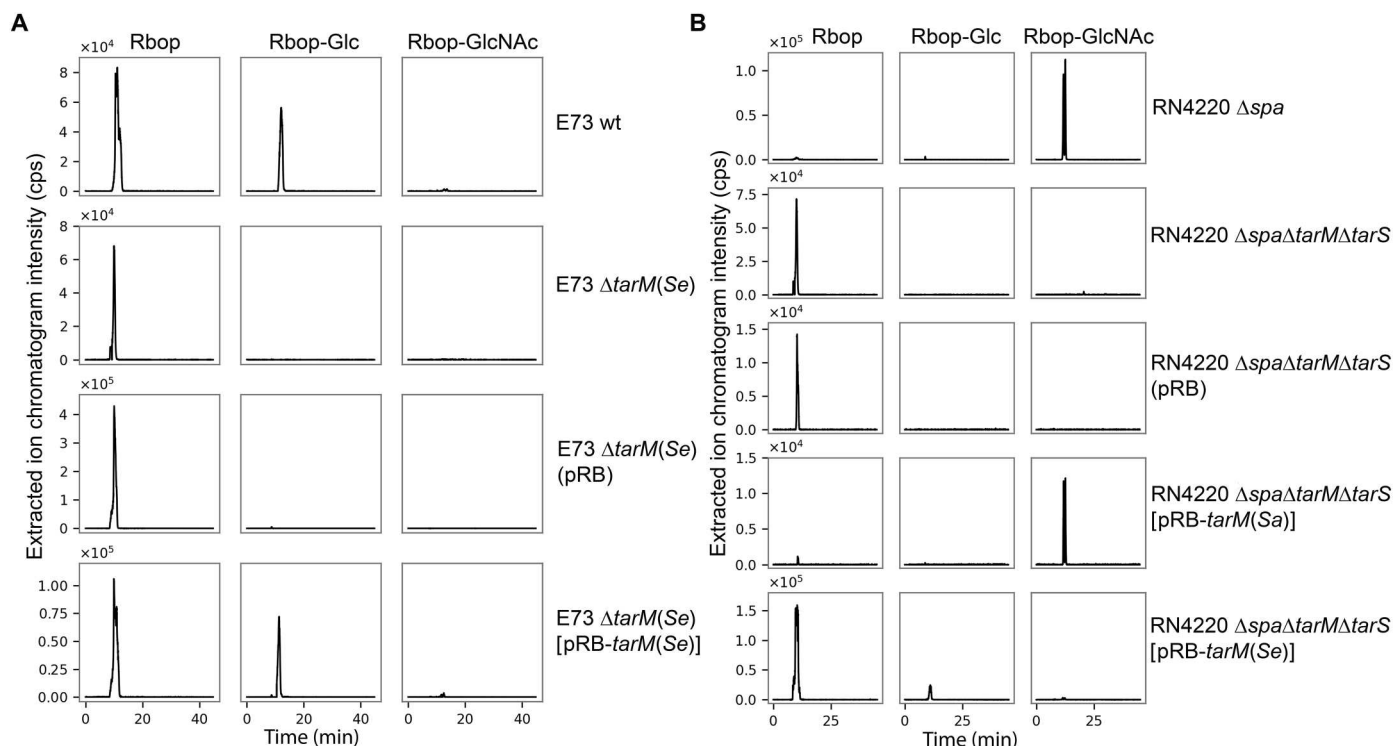 A
Rbop
Rbop-Glc
Rbop-GlcNAc
Extracted ion chromatogram intensity (cps)
×10⁴
8
6
4
2
0
E73 wt
×10⁴
8
6
4
2
0
E73 ΔtarM(Se)
×10⁵
4
3
2
1
0
E73 ΔtarM(Se)
(pRB)
×10⁵
1.00
0.75
0.50
0.25
0.00
E73 ΔtarM(Se)
[pRB-tarM(Se)]
0 20 40
0 20 40
0 20 40
Time (min)
B
Rbop
Rbop-Glc
Rbop-GlcNAc
Extracted ion chromatogram intensity (cps)
×10⁵
1.0
0.5
0.0
RN4220 Δspa
×10⁴
7.5
5.0
2.5
0.0
RN4220 ΔspaΔtarMΔtarS
×10⁴
1.5
1.0
0.5
0.0
RN4220 ΔspaΔtarMΔtarS
(pRB)
×10⁴
1.5
1.0
0.5
0.0
RN4220 ΔspaΔtarMΔtarS
[pRB-tarM(Sa)]
×10⁵
1.5
1.0
0.5
0.0
RN4220 ΔspaΔtarMΔtarS
[pRB-tarM(Se)]
0 25
0 25
0 25
Time (min)